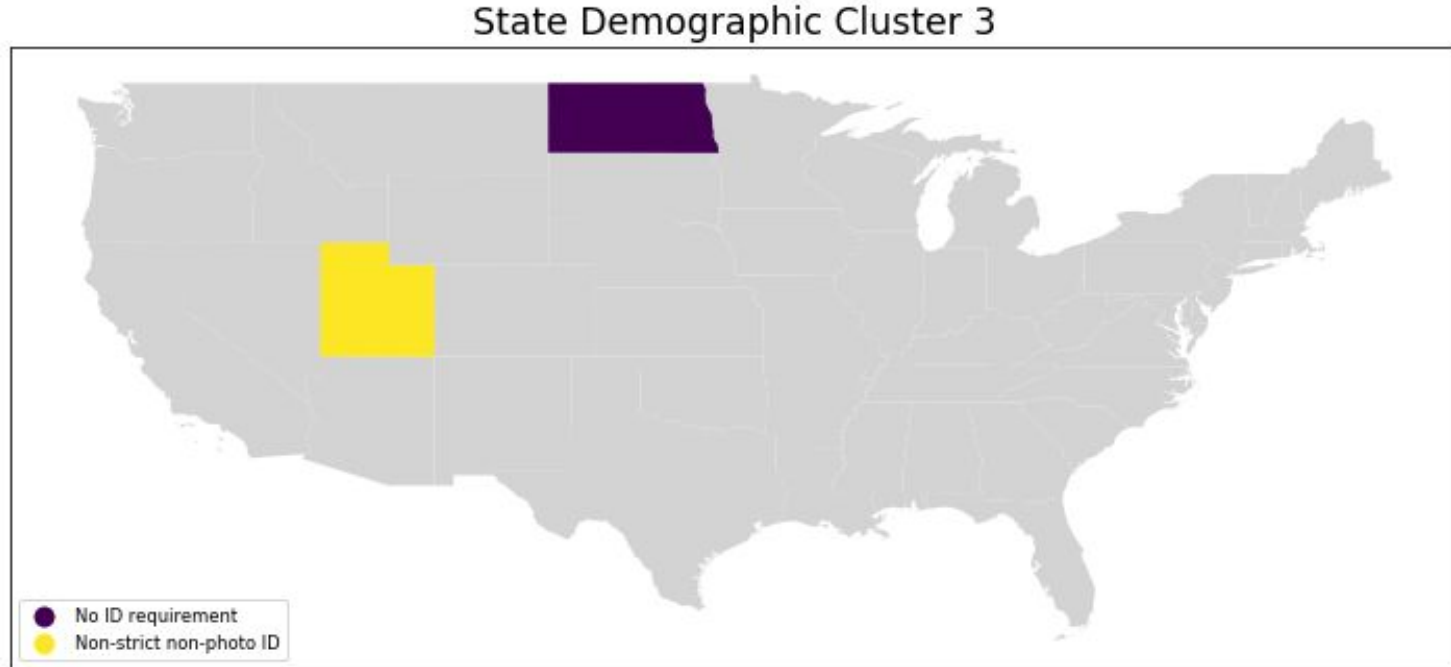 State Demographic Cluster 3
No ID requirement
Non-strict non-photo ID